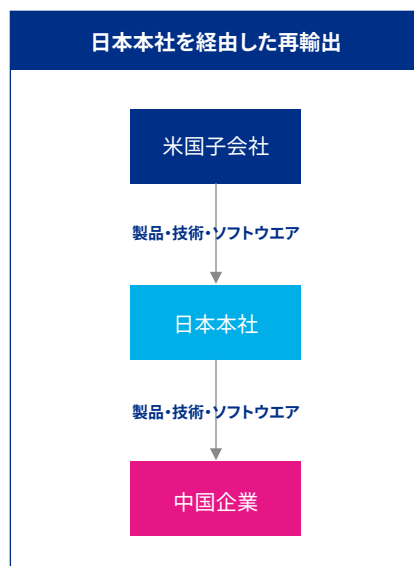 日本本社を経由した再輸出
米国子会社
製品・技術・ソフトウエア
日本本社
製品・技術・ソフトウエア
中国企業